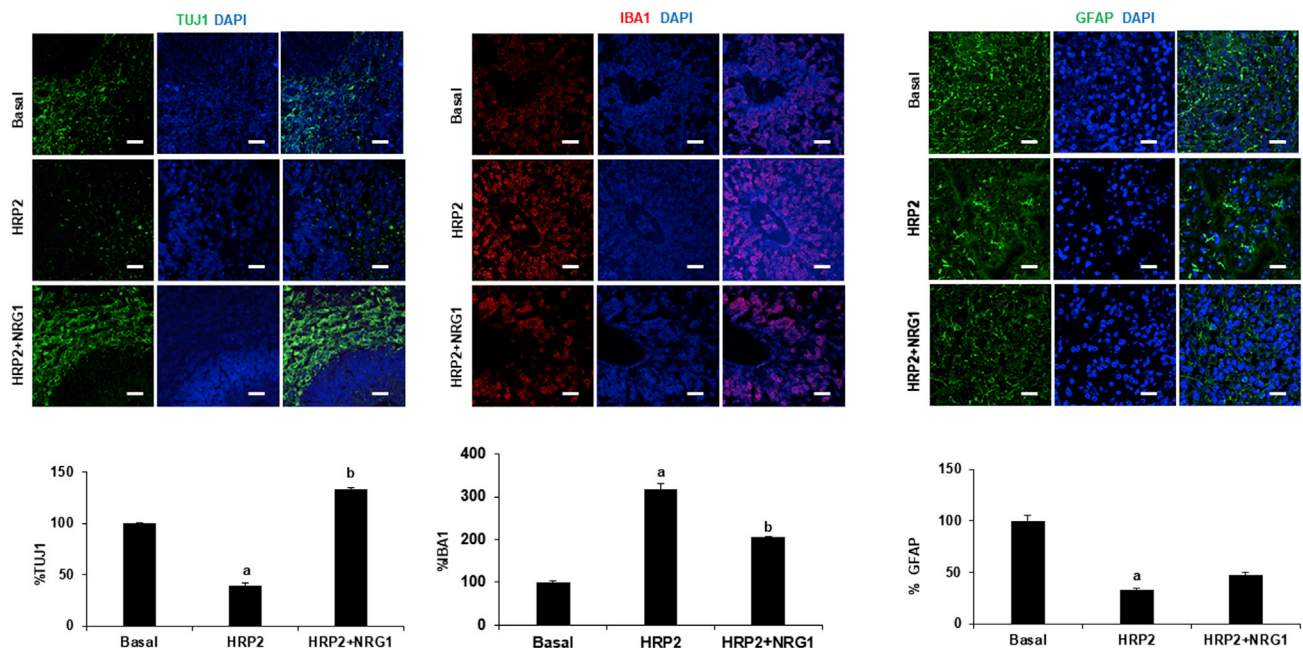 TUJ1 DAPI
Basal
HRP2
HRP2+NRG1
IBA1 DAPI
Basal
HRP2
HRP2+NRG1
GFAP DAPI
Basal
HRP2
HRP2+NRG1
%TUJ1
150
100
50
0
a
b
Basal HRP2 HRP2+NRG1
%IBA1
400
300
200
100
0
a
b
Basal HRP2 HRP2+NRG1
% GFAP
150
100
50
0
a
Basal HRP2 HRP2+NRG1